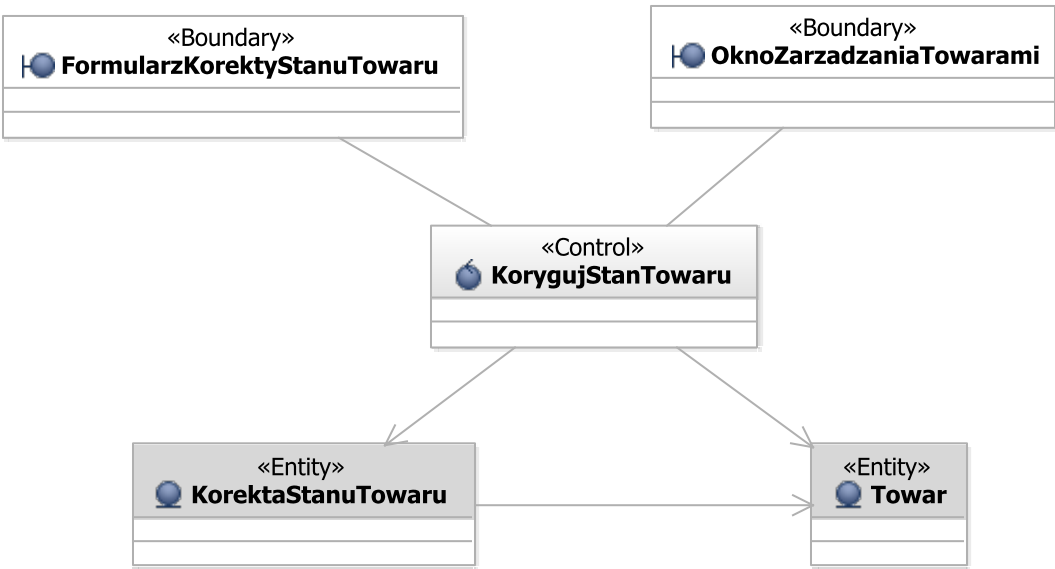 «Boundary»
FormularzKorektyStanuTowaru
«Boundary»
OknoZarzadzaniaTowarami
«Control»
KorygujStanTowaru
«Entity»
KorektaStanuTowaru
«Entity»
Towar